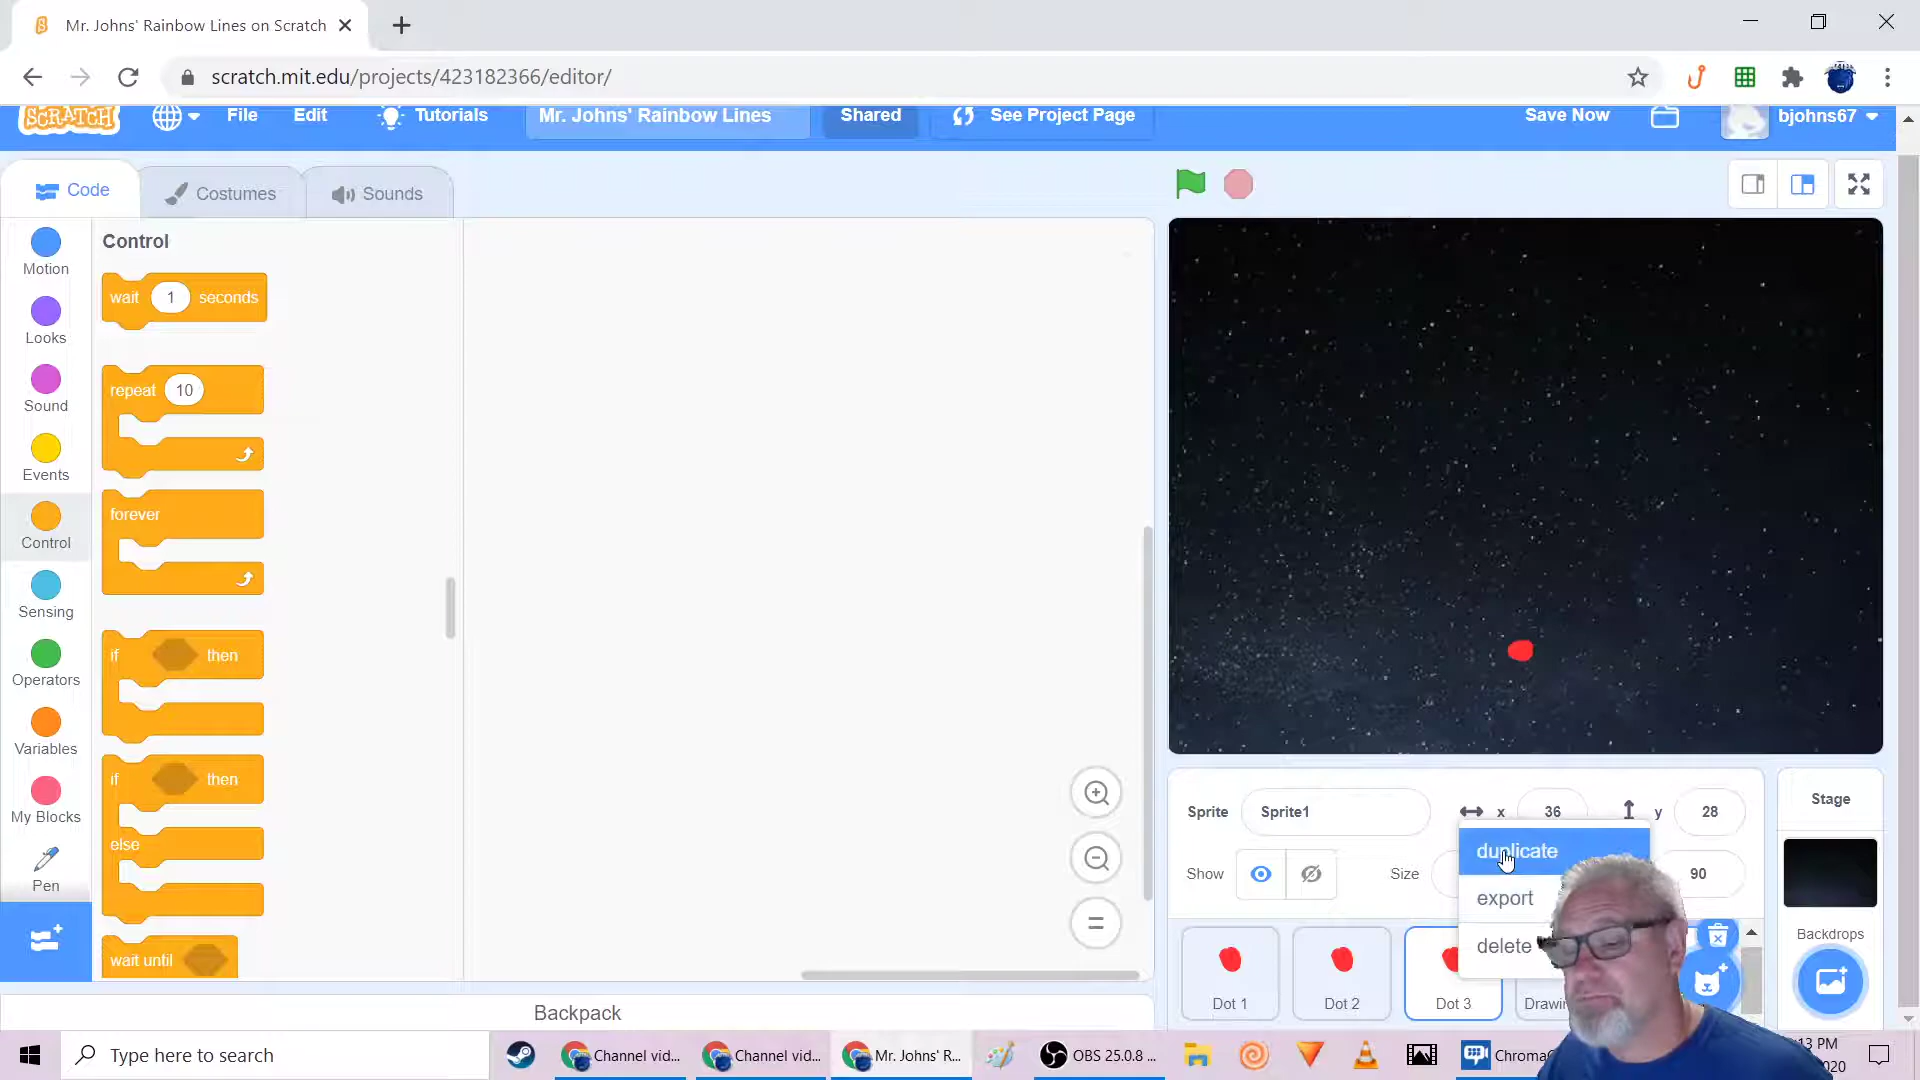 Mr. Johns' Rainbow Lines on Scratch
scratch.mit.edu/projects/423182366/editor/
SCRATCH
File
Edit
Tutorials
Mr. Johns' Rainbow Lines
Shared
See Project Page
Save Now
bjohns67
Code
Costumes
Sounds
Motion
Looks
Sound
Events
Control
Sensing
Operators
Variables
My Blocks
Pen
Control
wait 1 seconds
repeat 10
forever
if then
if then
else
wait until
Sprite Sprite1 x 36 y 28
Show Size 90
duplicate
export
delete
Dot 1
Dot 2
Dot 3
Stage
Backdrops
Backpack
Type here to search
Channel vid...
Channel vid...
Mr. Johns' R...
OBS 25.0.8 ...